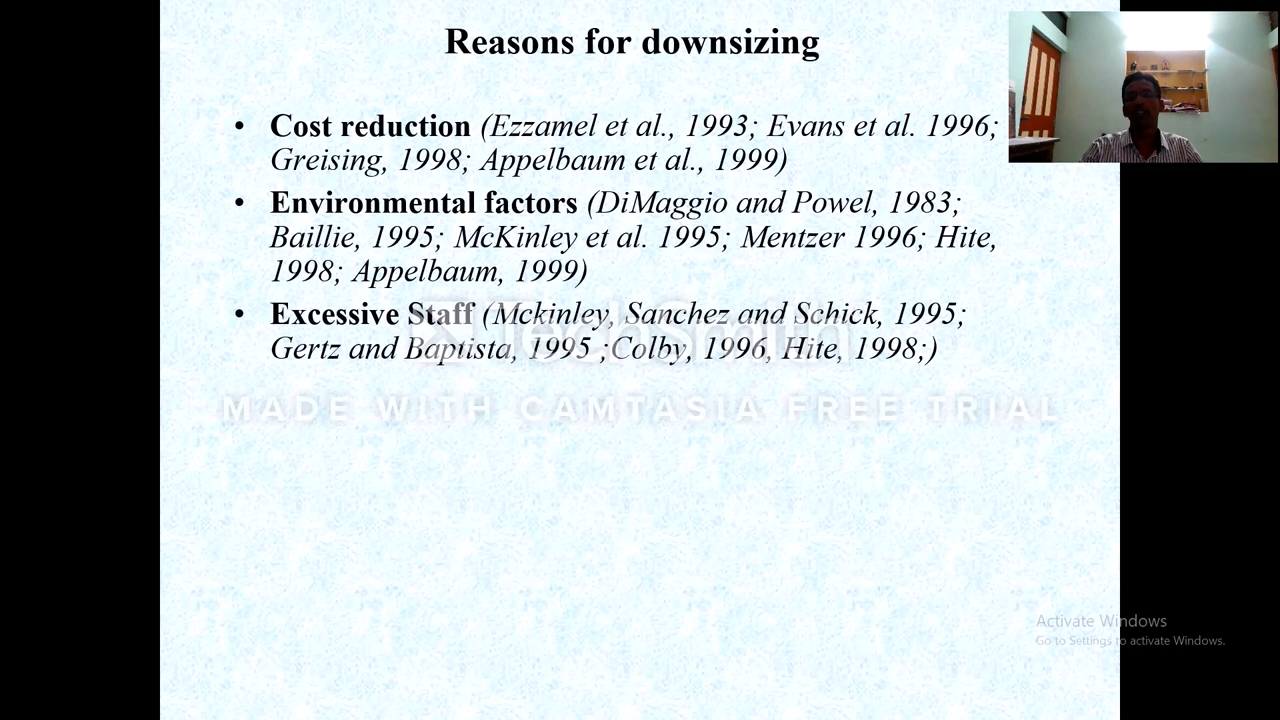 Reasons for downsizing
• Cost reduction (Ezzamel et al., 1993; Evans et al. 1996;
Greising, 1998; Appelbaum et al., 1999)
• Environmental factors (DiMaggio and Powel, 1983;
Baillie, 1995; McKinley et al. 1995; Mentzer 1996; Hite,
1998; Appelbaum, 1999)
• Excessive Staff (Mckinley, Sanchez and Schick, 1995;
Gertz and Baptista, 1995 ;Colby, 1996, Hite, 1998;)
TechSmith
MADE WITH CAMTASIA FREE TRIAL
Activate Windows
Go to Settings to activate Windows.